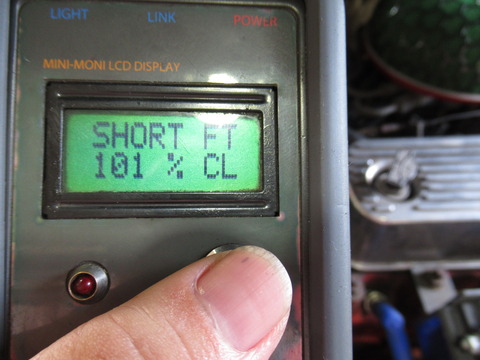 LIGHT LINK POWER
MINI-MONI LCD DISPLAY
SHORT FT
101 % CL